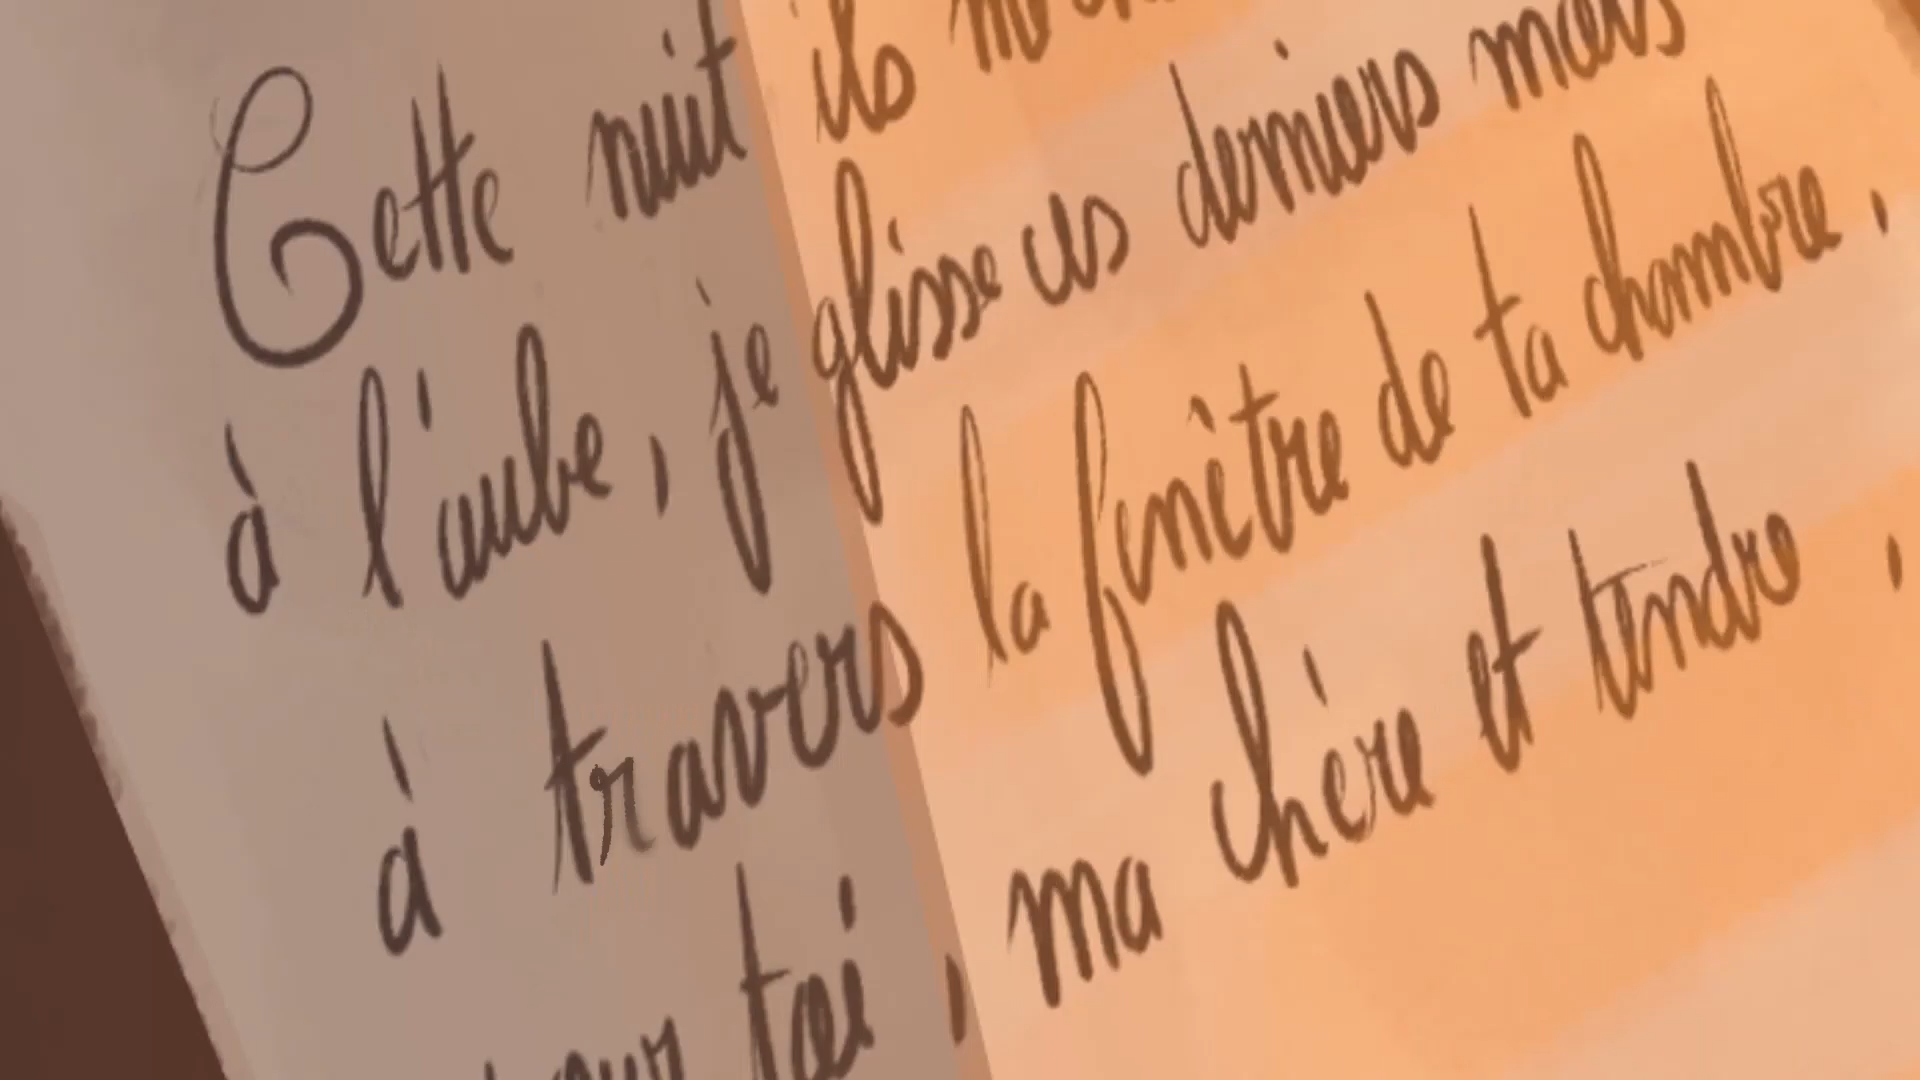 Cette nuit ils
à l'aube, je glisse ces derniers mots
à travers la fenêtre de ta chambre,
toi, ma chère et tendre,